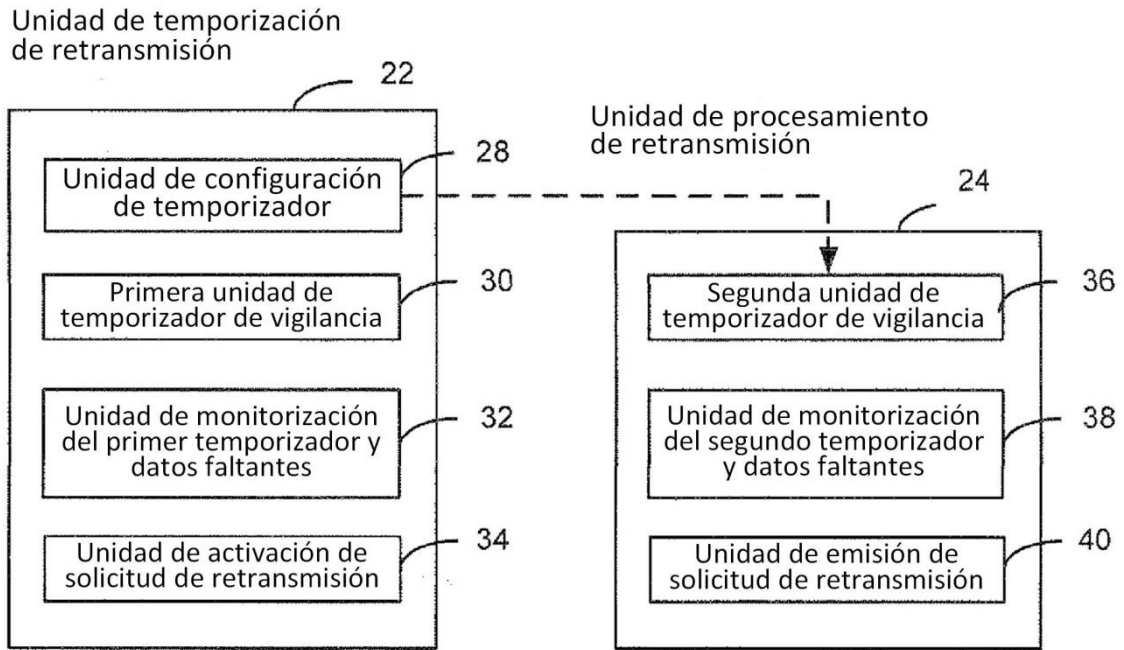 Unidad de temporización
de retransmisión
22
Unidad de configuración
de temporizador
28
Primera unidad de
temporizador de vigilancia
30
Unidad de monitorización
del primer temporizador y
datos faltantes
32
Unidad de activación de
solicitud de retransmisión
34
Unidad de procesamiento
de retransmisión
24
Segunda unidad de
temporizador de vigilancia
36
Unidad de monitorización
del segundo temporizador
y datos faltantes
38
Unidad de emisión de
solicitud de retransmisión
40